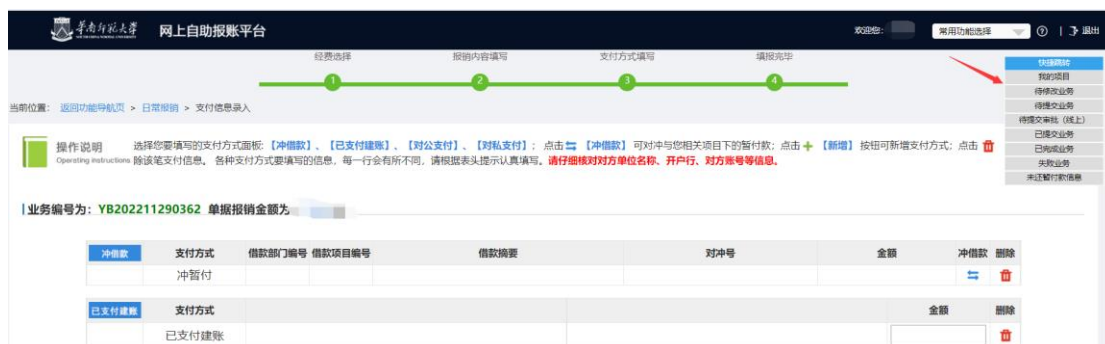 华南师范大学 网上自助报账平台 欢迎您: 常用功能选择 | 退出
经费选择 报销内容填写 支付方式填写 填报完毕
1 2 3 4
快捷跳转
我的项目
待修改业务
待提交业务
待提交审批（线上）
已提交业务
已完成业务
失败业务
未还暂付款信息
当前位置: 返回功能导航页 > 日常报销 > 支付信息录入
操作说明 选择您要填写的支付方式面板:【冲借款】、【已支付建账】、【对公支付】、【对私支付】; 点击 【冲借款】可对冲与您相关项目下的暂付款; 点击 【新增】 按钮可新增支付方式; 点击
Operating instructions 除该笔支付信息。 各种支付方式要填写的信息, 每一行会有所不同, 请根据表头提示认真填写。请仔细核对对方单位名称、开户行、对方账号等信息。
业务编号为: YB202211290362 单据报销金额为
冲借款 支付方式 借款部门编号 借款项目编号 借款摘要 对冲号 金额 冲借款 删除
冲暂付
已支付建账 支付方式 金额 删除
已支付建账